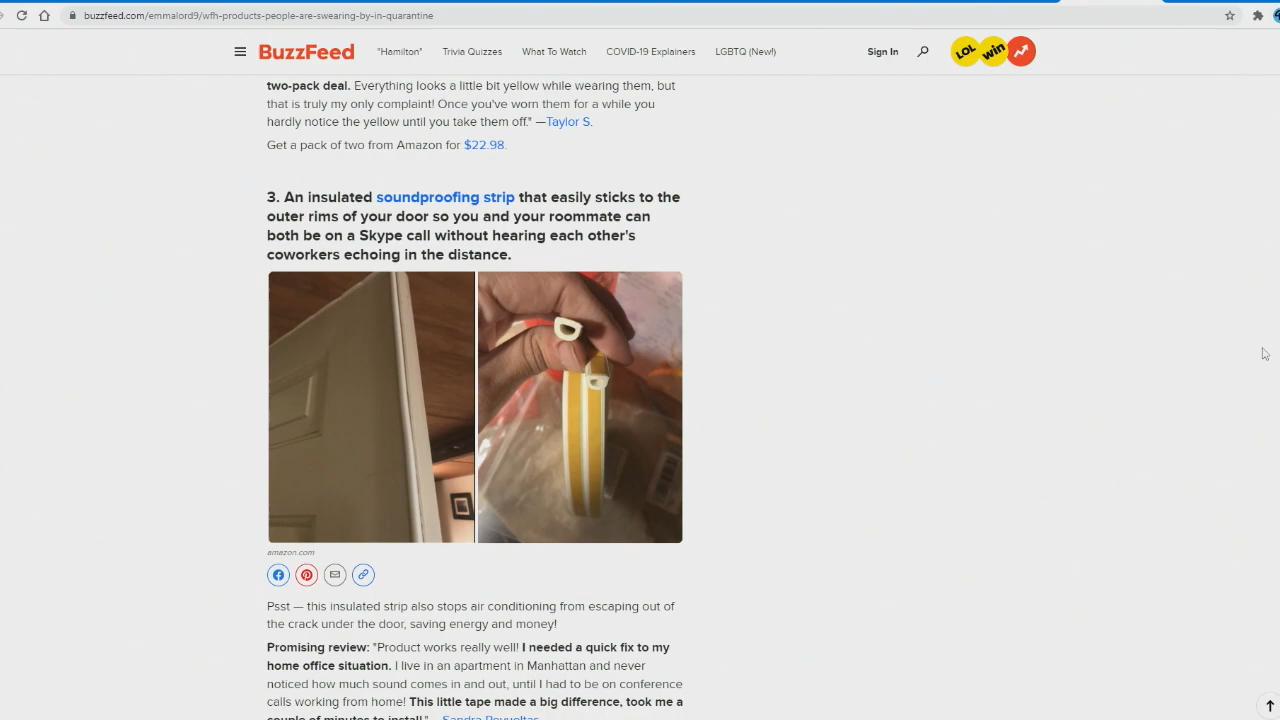 buzzfeed.com/emmalord9/wfh-products-people-are-swearing-by-in-quarantine
BuzzFeed
"Hamilton"
Trivia Quizzes
What To Watch
COVID-19 Explainers
LGBTQ (New!)
Sign In
LOL
win
two-pack deal. Everything looks a little bit yellow while wearing them, but
that is truly my only complaint! Once you've worn them for a while you
hardly notice the yellow until you take them off." —Taylor S.
Get a pack of two from Amazon for $22.98.
3. An insulated soundproofing strip that easily sticks to the
outer rims of your door so you and your roommate can
both be on a Skype call without hearing each other's
coworkers echoing in the distance.
amazon.com
Psst — this insulated strip also stops air conditioning from escaping out of
the crack under the door, saving energy and money!
Promising review: "Product works really well! I needed a quick fix to my
home office situation. I live in an apartment in Manhattan and never
noticed how much sound comes in and out, until I had to be on conference
calls working from home! This little tape made a big difference, took me a
couple of minutes to install." —Sandra Revueltas